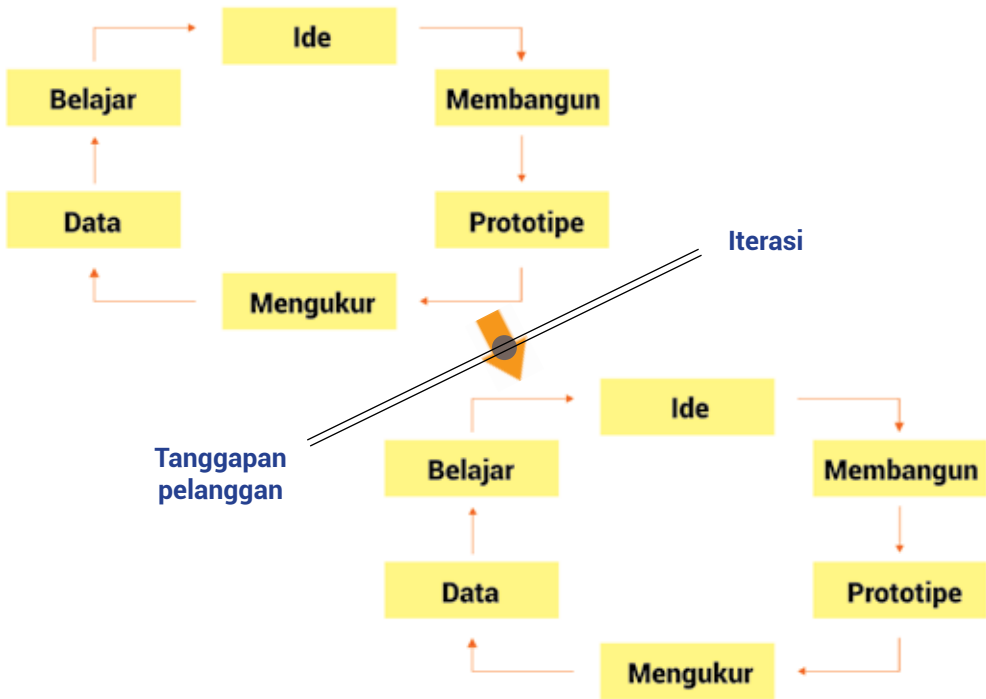 Ide
Belajar
Membangun
Data
Prototipe
Mengukur
Iterasi
Tanggapan
pelanggan
Ide
Belajar
Membangun
Data
Prototipe
Mengukur